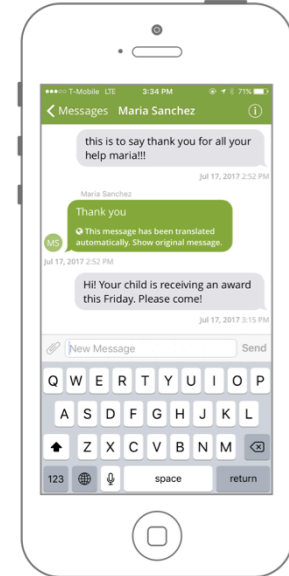 T-Mobile LTE 3:34 PM 71%
Messages Maria Sanchez
this is to say thank you for all your
help maria!!!
Jul 17, 2017 2:52 PM
Maria Sanchez
Thank you
This message has been translated
automatically. Show original message.
MS
Jul 17, 2017 2:52 PM
Hi! Your child is receiving an award
this Friday. Please come!
Jul 17, 2017 3:15 PM
New Message Send
Q W E R T Y U I O P
A S D F G H J K L
Z X C V B N M
123 space return